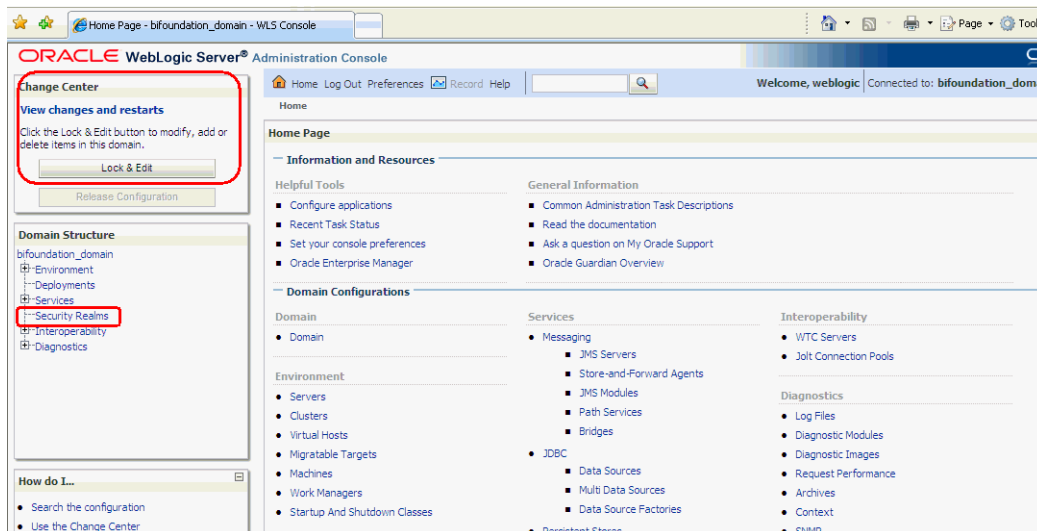 Home Page - bifoundation_domain - WLS Console
Page
ORACLE WebLogic Server® Administration Console
Change Center
View changes and restarts
Click the Lock & Edit button to modify, add or
delete items in this domain.
Lock & Edit
Release Configuration
Domain Structure
bifoundation_domain
Environment
Deployments
Services
Security Realms
Interoperability
Diagnostics
How do I...
Search the configuration
Use the Change Center
Home Log Out Preferences Record Help
Welcome, weblogic Connected to:
Home
Home Page
Information and Resources
Helpful Tools
Configure applications
Recent Task Status
Set your console preferences
Oracle Enterprise Manager
General Information
Common Administration Task Descriptions
Read the documentation
Ask a question on My Oracle Support
Oracle Guardian Overview
Domain Configurations
Domain
Domain
Environment
Servers
Clusters
Virtual Hosts
Migratable Targets
Machines
Work Managers
Startup And Shutdown Classes
Services
Messaging
JMS Servers
Store-and-Forward Agents
JMS Modules
Path Services
Bridges
JDBC
Data Sources
Multi Data Sources
Data Source Factories
Persistent Stores
Interoperability
WTC Servers
Jolt Connection Pools
Diagnostics
Log Files
Diagnostic Modules
Diagnostic Images
Request Performance
Archives
Context
SNMP